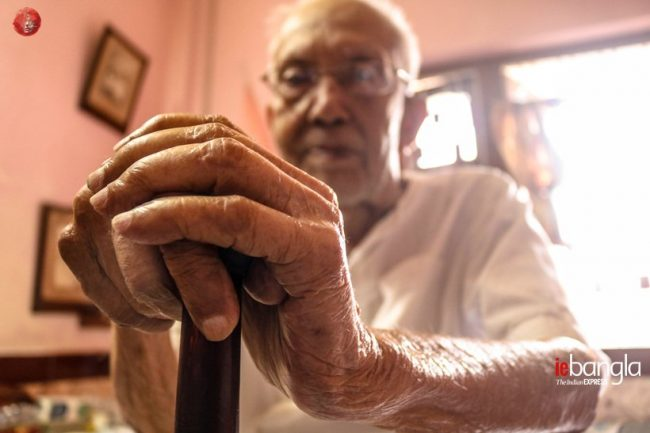 iebangla
The Indian EXPRESS